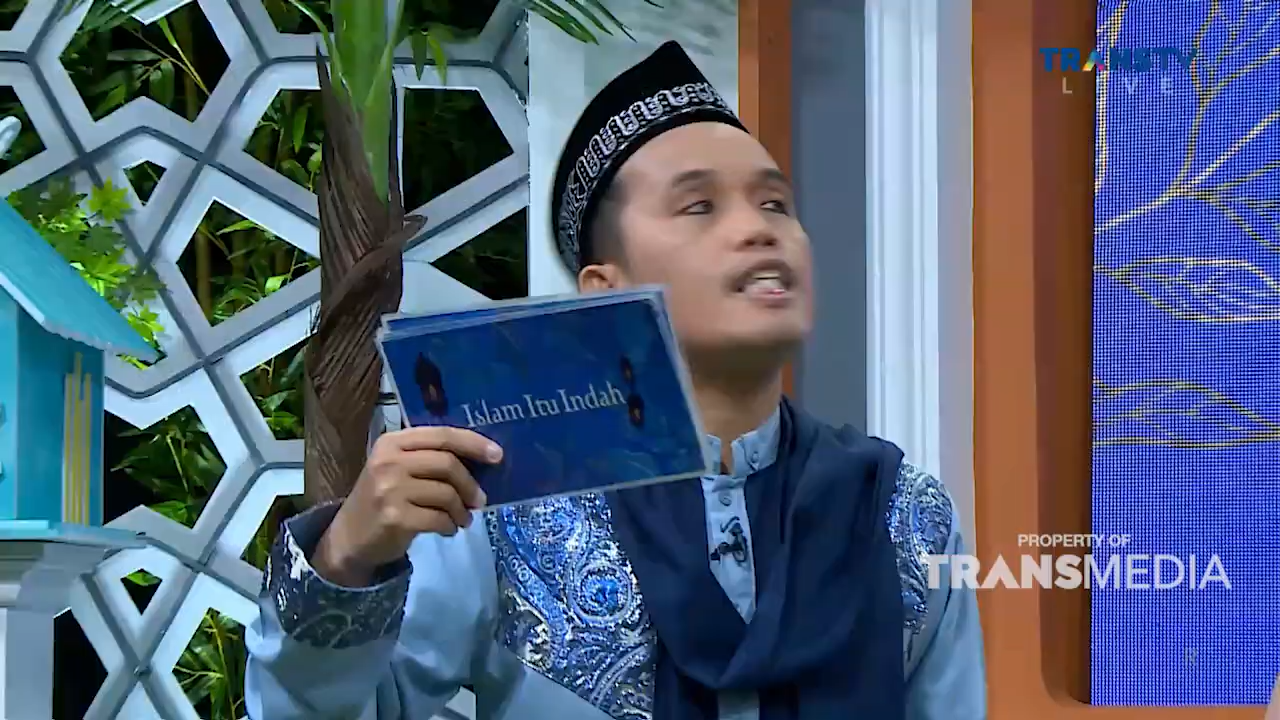 TRANSTV
LIVE
Islam Itu Indah
PROPERTY OF
TRANSMEDIA